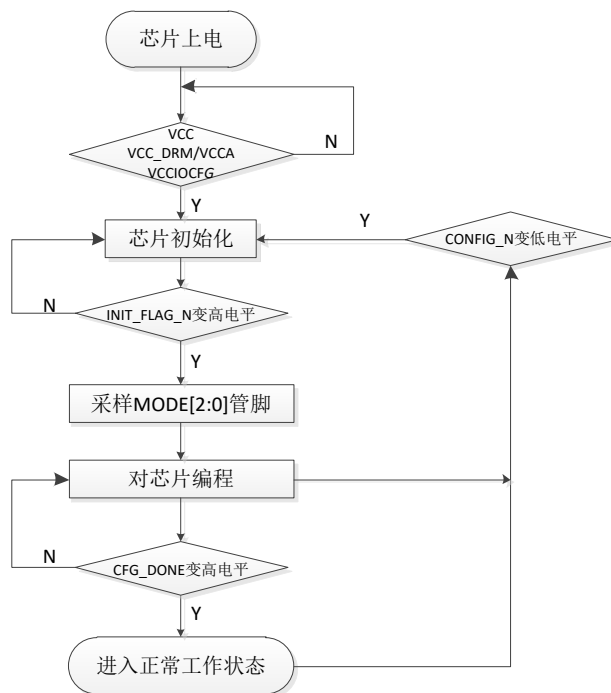 芯片上电
VCC
VCC_DRM/VCCA
VCCIOCFG
N
Y
芯片初始化
Y
CONFIG_N变低电平
N
INIT_FLAG_N变高电平
Y
采样MODE[2:0]管脚
对芯片编程
N
CFG_DONE变高电平
Y
进入正常工作状态